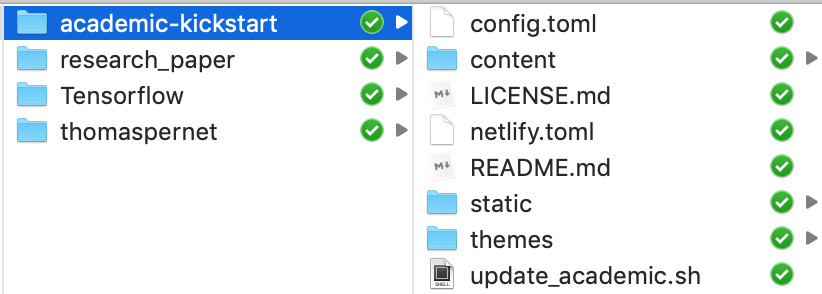 academic-kickstart
research_paper
Tensorflow
thomaspernet
config.toml
content
M↓ LICENSE.md
netlify.toml
M↓ README.md
static
themes
SHELL update_academic.sh